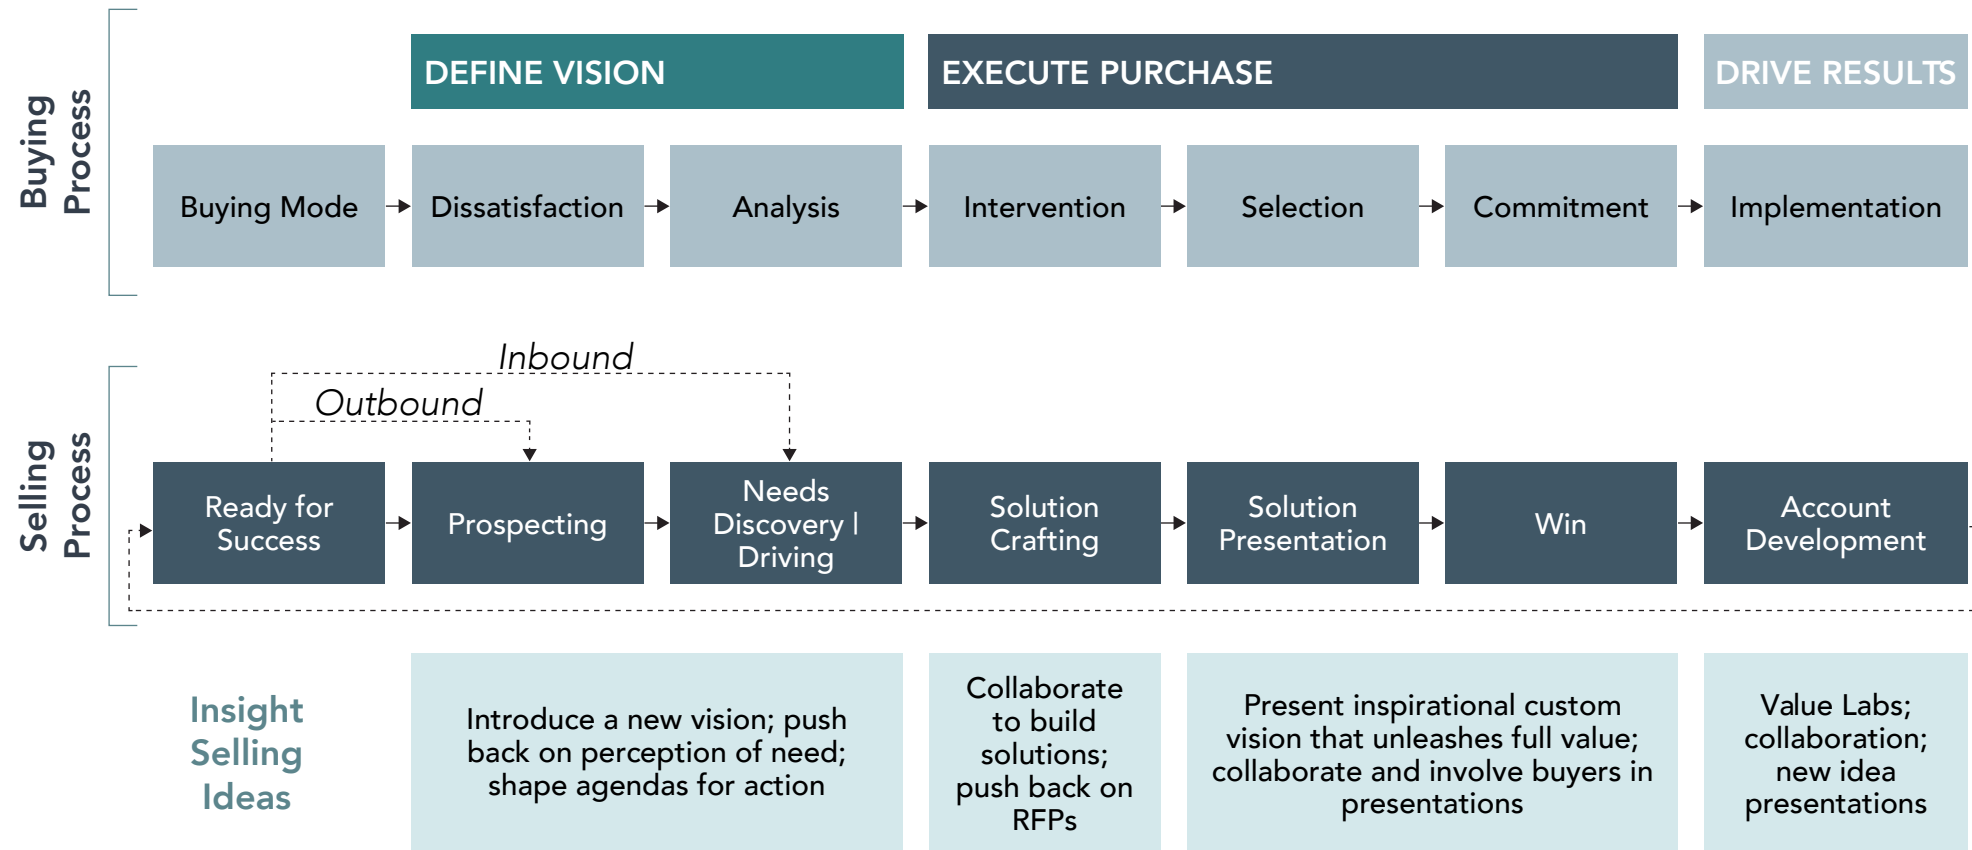 Buying
Process
DEFINE VISION
EXECUTE PURCHASE
DRIVE RESULTS
Buying Mode
Dissatisfaction
Analysis
Intervention
Selection
Commitment
Implementation
Selling
Process
Inbound
Outbound
Ready for
Success
Prospecting
Needs
Discovery |
Driving
Solution
Crafting
Solution
Presentation
Win
Account
Development
Insight
Selling
Ideas
Introduce a new vision; push
back on perception of need;
shape agendas for action
Collaborate
to build
solutions;
push back on
RFPs
Present inspirational custom
vision that unleashes full value;
collaborate and involve buyers in
presentations
Value Labs;
collaboration;
new idea
presentations